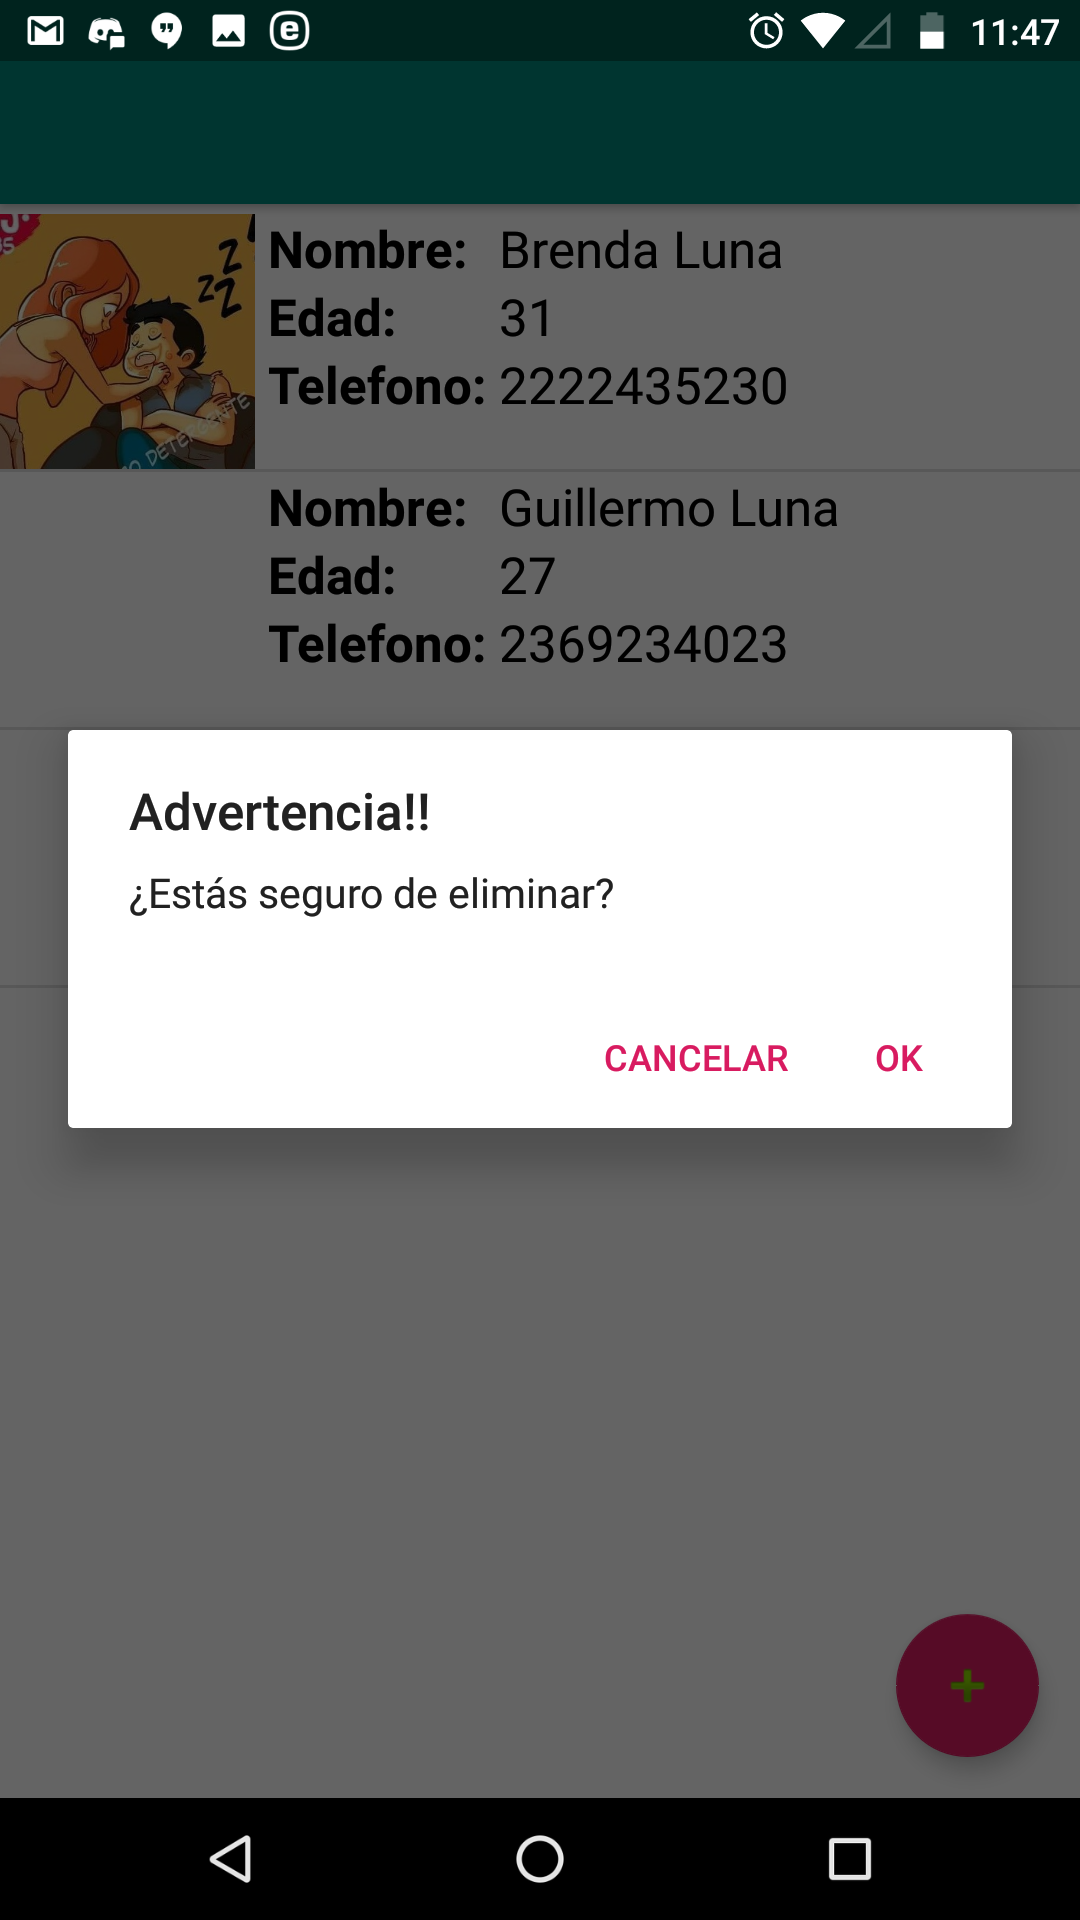 11:47
Nombre: Brenda Luna
Edad: 31
Telefono: 2222435230
DETERGENTE
Nombre: Guillermo Luna
Edad: 27
Telefono: 2369234023
Advertencia!!
¿Estás seguro de eliminar?
CANCELAR OK